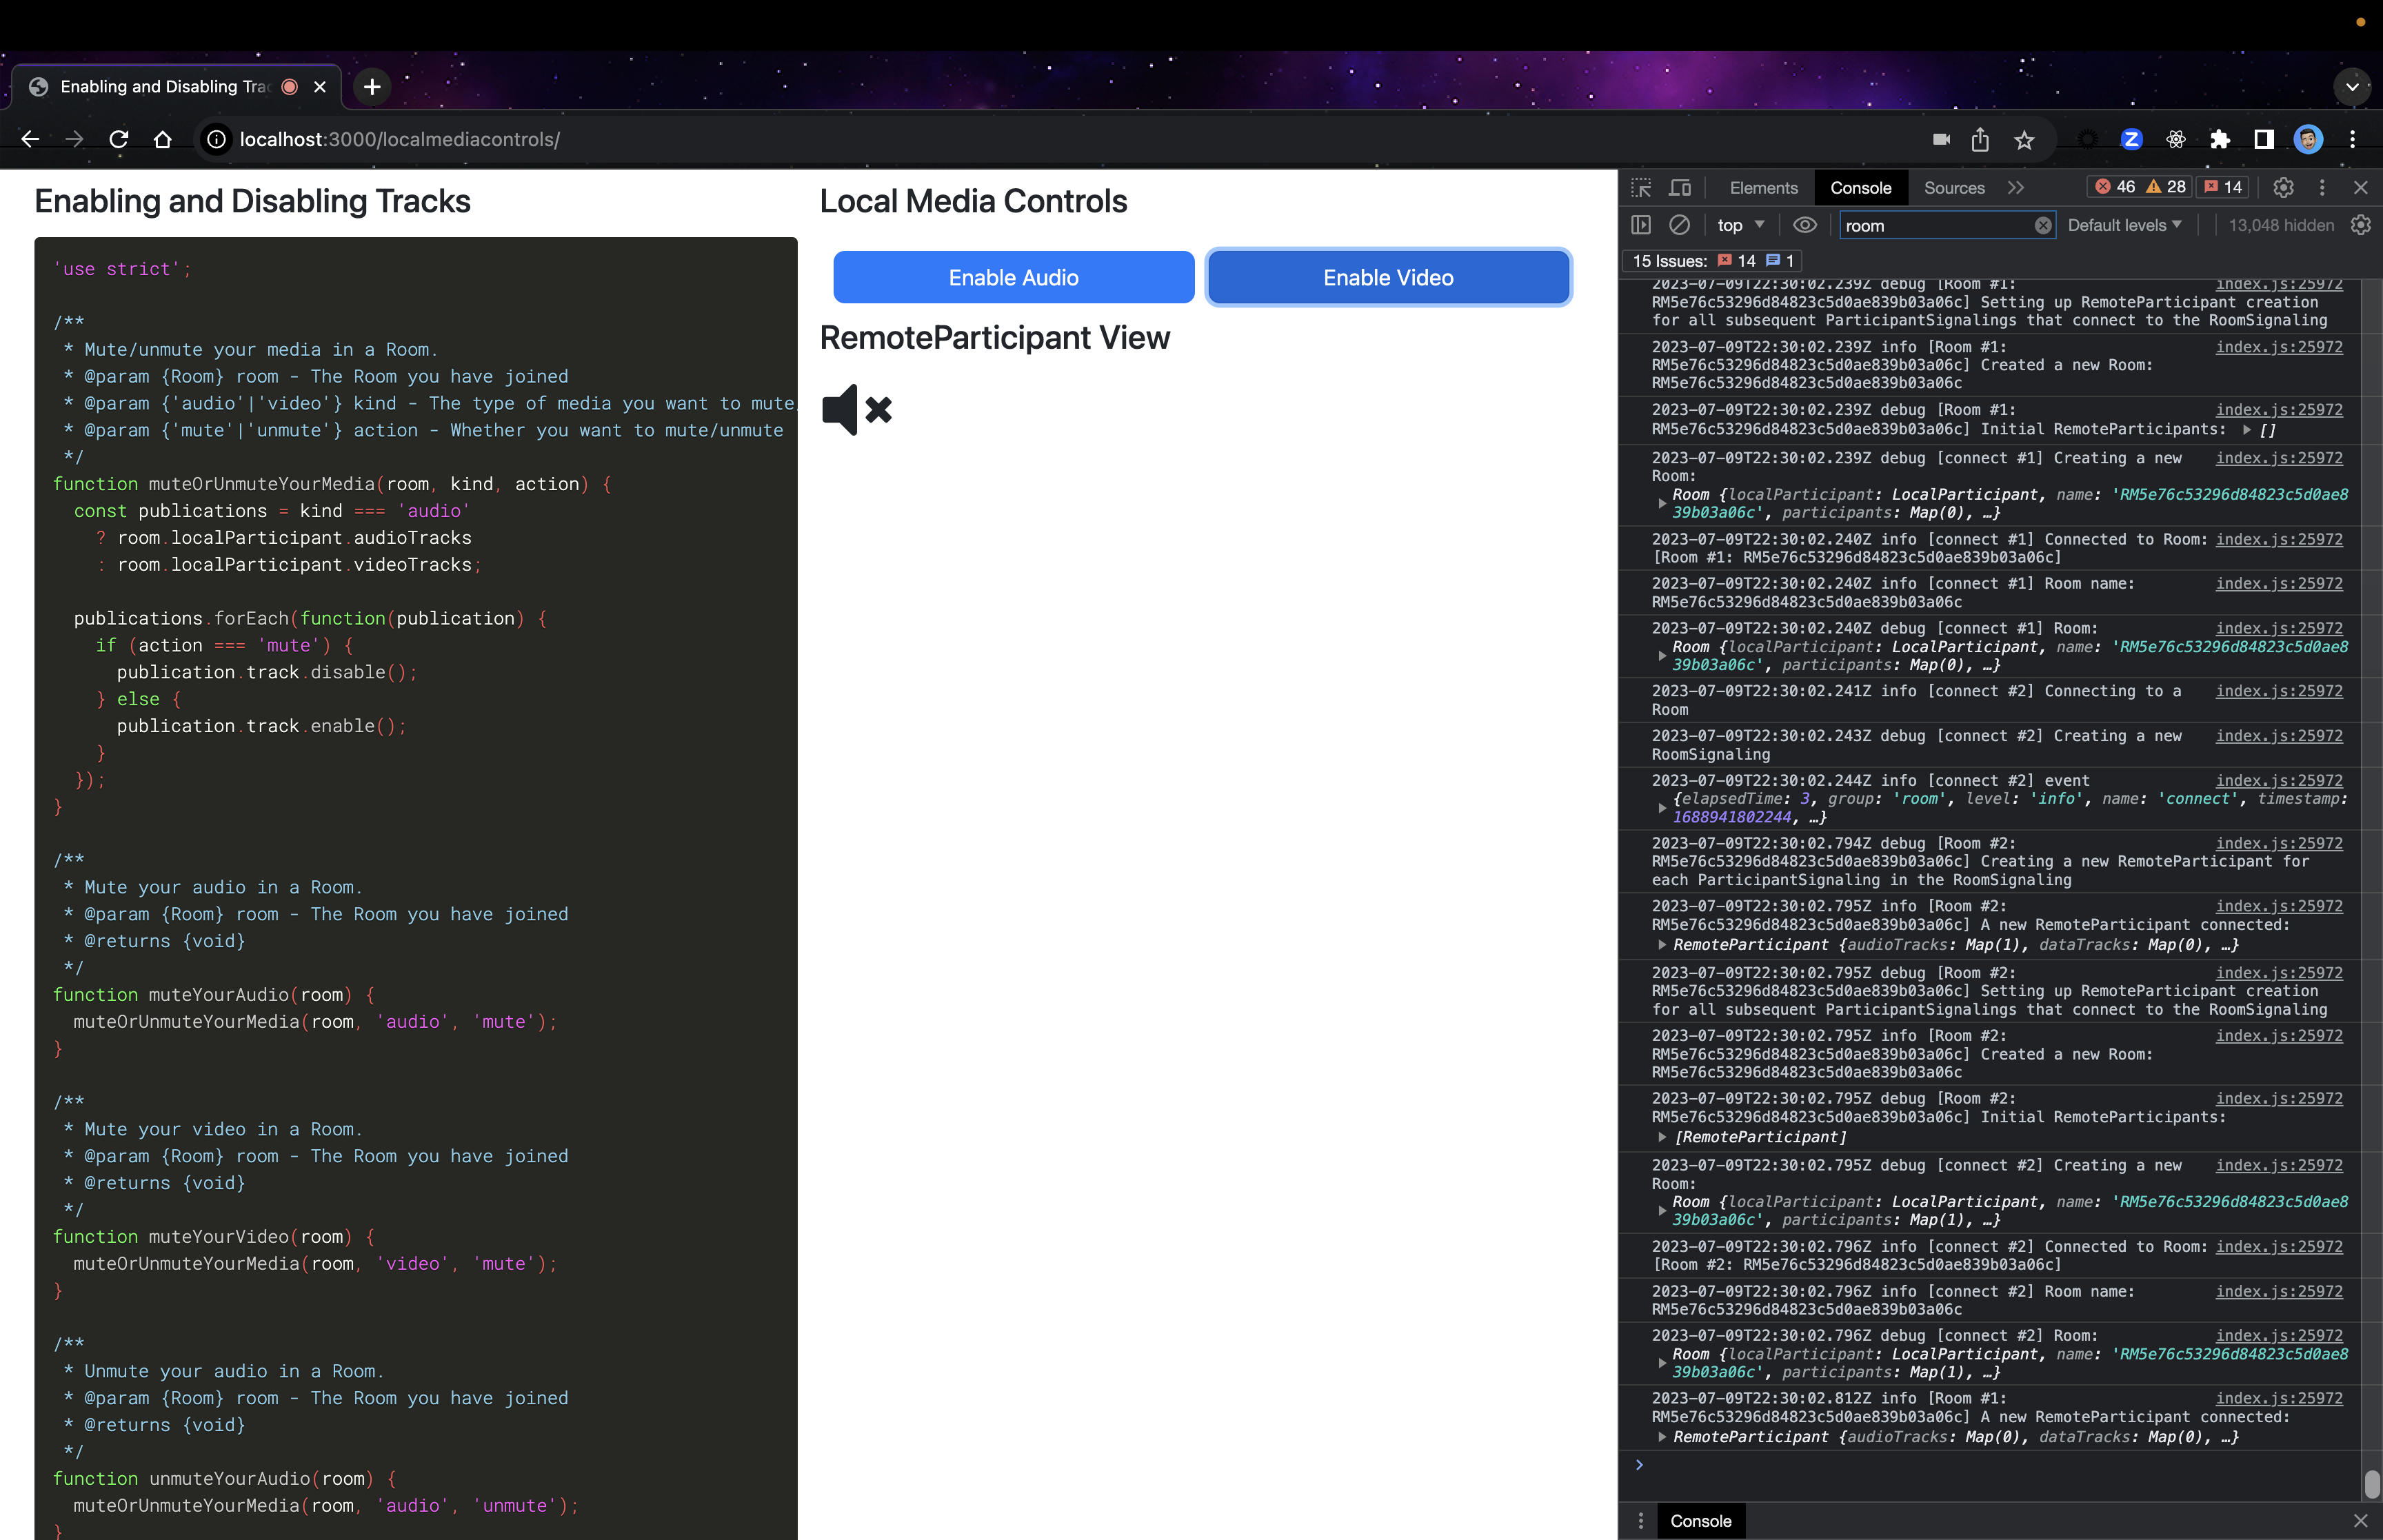 Enabling and Disabling Tra
localhost:3000/localmediacontrols/
Enabling and Disabling Tracks
'use strict';
/**
* Mute/unmute your media in a Room.
* @param {Room} room - The Room you have joined
* @param {'audio'|'video'} kind - The type of media you want to mute
* @param {'mute'|'unmute'} action - Whether you want to mute/unmute
*/
function muteOrUnmuteYourMedia(room, kind, action) {
const publications = kind === 'audio'
? room.localParticipant.audioTracks
: room.localParticipant.videoTracks;
publications.forEach(function(publication) {
if (action === 'mute') {
publication.track.disable();
} else {
publication.track.enable();
}
});
}
/**
* Mute your audio in a Room.
* @param {Room} room - The Room you have joined
* @returns {void}
*/
function muteYourAudio(room) {
muteOrUnmuteYourMedia(room, 'audio', 'mute');
}
/**
* Mute your video in a Room.
* @param {Room} room - The Room you have joined
* @returns {void}
*/
function muteYourVideo(room) {
muteOrUnmuteYourMedia(room, 'video', 'mute');
}
/**
* Unmute your audio in a Room.
* @param {Room} room - The Room you have joined
* @returns {void}
*/
function unmuteYourAudio(room) {
muteOrUnmuteYourMedia(room, 'audio', 'unmute');
}
Local Media Controls
Enable Audio
Enable Video
RemoteParticipant View
Elements Console Sources 46 28 14
top room Default levels 13,048 hidden
15 Issues: 14 1
2023-07-09T22:30:02.239Z debug [Room #1: index.js:25972
RM5e76c53296d84823c5d0ae839b03a06c] Setting up RemoteParticipant creation
for all subsequent ParticipantSignalings that connect to the RoomSignaling
2023-07-09T22:30:02.239Z info [Room #1: index.js:25972
RM5e76c53296d84823c5d0ae839b03a06c] Created a new Room:
RM5e76c53296d84823c5d0ae839b03a06c
2023-07-09T22:30:02.239Z debug [Room #1: index.js:25972
RM5e76c53296d84823c5d0ae839b03a06c] Initial RemoteParticipants: []
2023-07-09T22:30:02.239Z debug [connect #1] Creating a new index.js:25972
Room:
Room {localParticipant: LocalParticipant, name: 'RM5e76c53296d84823c5d0ae8
39b03a06c', participants: Map(0), …}
2023-07-09T22:30:02.240Z info [connect #1] Connected to Room: index.js:25972
[Room #1: RM5e76c53296d84823c5d0ae839b03a06c]
2023-07-09T22:30:02.240Z info [connect #1] Room name: index.js:25972
RM5e76c53296d84823c5d0ae839b03a06c
2023-07-09T22:30:02.240Z debug [connect #1] Room: index.js:25972
Room {localParticipant: LocalParticipant, name: 'RM5e76c53296d84823c5d0ae8
39b03a06c', participants: Map(0), …}
2023-07-09T22:30:02.241Z info [connect #2] Connecting to a index.js:25972
Room
2023-07-09T22:30:02.243Z debug [connect #2] Creating a new index.js:25972
RoomSignaling
2023-07-09T22:30:02.244Z info [connect #2] event index.js:25972
{elapsedTime: 3, group: 'room', level: 'info', name: 'connect', timestamp:
1688941802244, …}
2023-07-09T22:30:02.794Z debug [Room #2: index.js:25972
RM5e76c53296d84823c5d0ae839b03a06c] Creating a new RemoteParticipant for
each ParticipantSignaling in the RoomSignaling
2023-07-09T22:30:02.795Z info [Room #2: index.js:25972
RM5e76c53296d84823c5d0ae839b03a06c] A new RemoteParticipant connected:
RemoteParticipant {audioTracks: Map(1), dataTracks: Map(0), …}
2023-07-09T22:30:02.795Z debug [Room #2: index.js:25972
RM5e76c53296d84823c5d0ae839b03a06c] Setting up RemoteParticipant creation
for all subsequent ParticipantSignalings that connect to the RoomSignaling
2023-07-09T22:30:02.795Z info [Room #2: index.js:25972
RM5e76c53296d84823c5d0ae839b03a06c] Created a new Room:
RM5e76c53296d84823c5d0ae839b03a06c
2023-07-09T22:30:02.795Z debug [Room #2: index.js:25972
RM5e76c53296d84823c5d0ae839b03a06c] Initial RemoteParticipants:
[RemoteParticipant]
2023-07-09T22:30:02.795Z debug [connect #2] Creating a new index.js:25972
Room:
Room {localParticipant: LocalParticipant, name: 'RM5e76c53296d84823c5d0ae8
39b03a06c', participants: Map(1), …}
2023-07-09T22:30:02.796Z info [connect #2] Connected to Room: index.js:25972
[Room #2: RM5e76c53296d84823c5d0ae839b03a06c]
2023-07-09T22:30:02.796Z info [connect #2] Room name: index.js:25972
RM5e76c53296d84823c5d0ae839b03a06c
2023-07-09T22:30:02.796Z debug [connect #2] Room: index.js:25972
Room {localParticipant: LocalParticipant, name: 'RM5e76c53296d84823c5d0ae8
39b03a06c', participants: Map(1), …}
2023-07-09T22:30:02.812Z info [Room #1: index.js:25972
RM5e76c53296d84823c5d0ae839b03a06c] A new RemoteParticipant connected:
RemoteParticipant {audioTracks: Map(0), dataTracks: Map(0), …}
Console